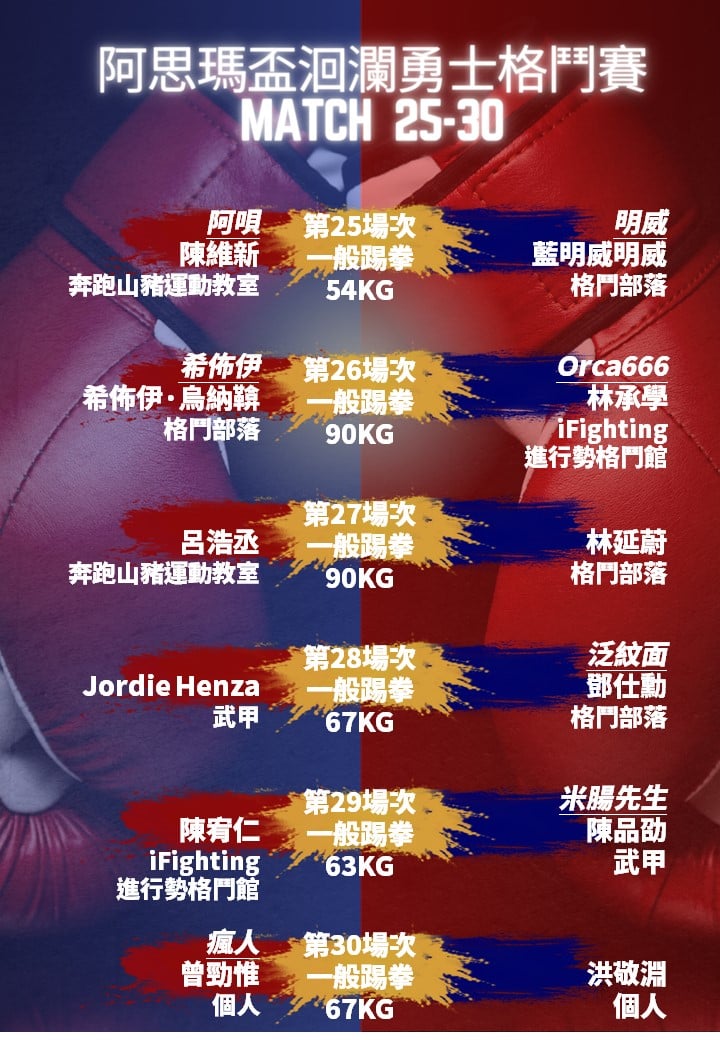 阿思瑪盃洄瀾勇士格鬥賽
MATCH 25-30
阿唄
陳維新
奔跑山豬運動教室
第25場次
一般踢拳
54KG
明威
藍明威明威
格鬥部落
希佈伊
希佈伊·烏納鞥
格鬥部落
第26場次
一般踢拳
90KG
Orca666
林承學
iFighting
進行勢格鬥館
呂浩丞
奔跑山豬運動教室
第27場次
一般踢拳
90KG
林延蔚
格鬥部落
Jordie Henza
武甲
第28場次
一般踢拳
67KG
泛紋面
鄧仕勳
格鬥部落
陳宥仁
iFighting
進行勢格鬥館
第29場次
一般踢拳
63KG
米腸先生
陳品劭
武甲
瘋人
曾勁惟
個人
第30場次
一般踢拳
67KG
洪敬淵
個人